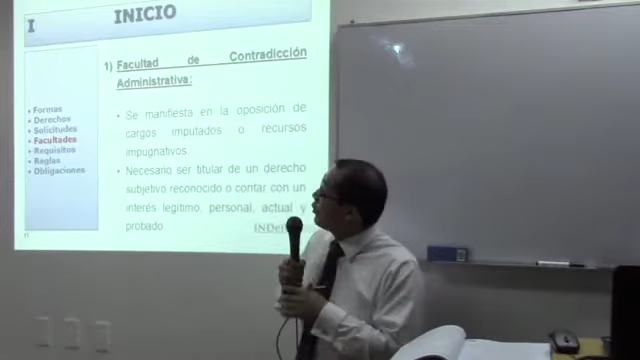 I
INICIO
1) Facultad de Contradicción
Administrativa:
• Se manifiesta en la oposición de
cargos imputados o recursos
impugnativos
• Necesario ser titular de un derecho
subjetivo reconocido o contar con un
interés legítimo, personal, actual y
probado
• Formas
• Derechos
• Solicitudes
• Facultades
• Requisitos
• Reglas
• Obligaciones